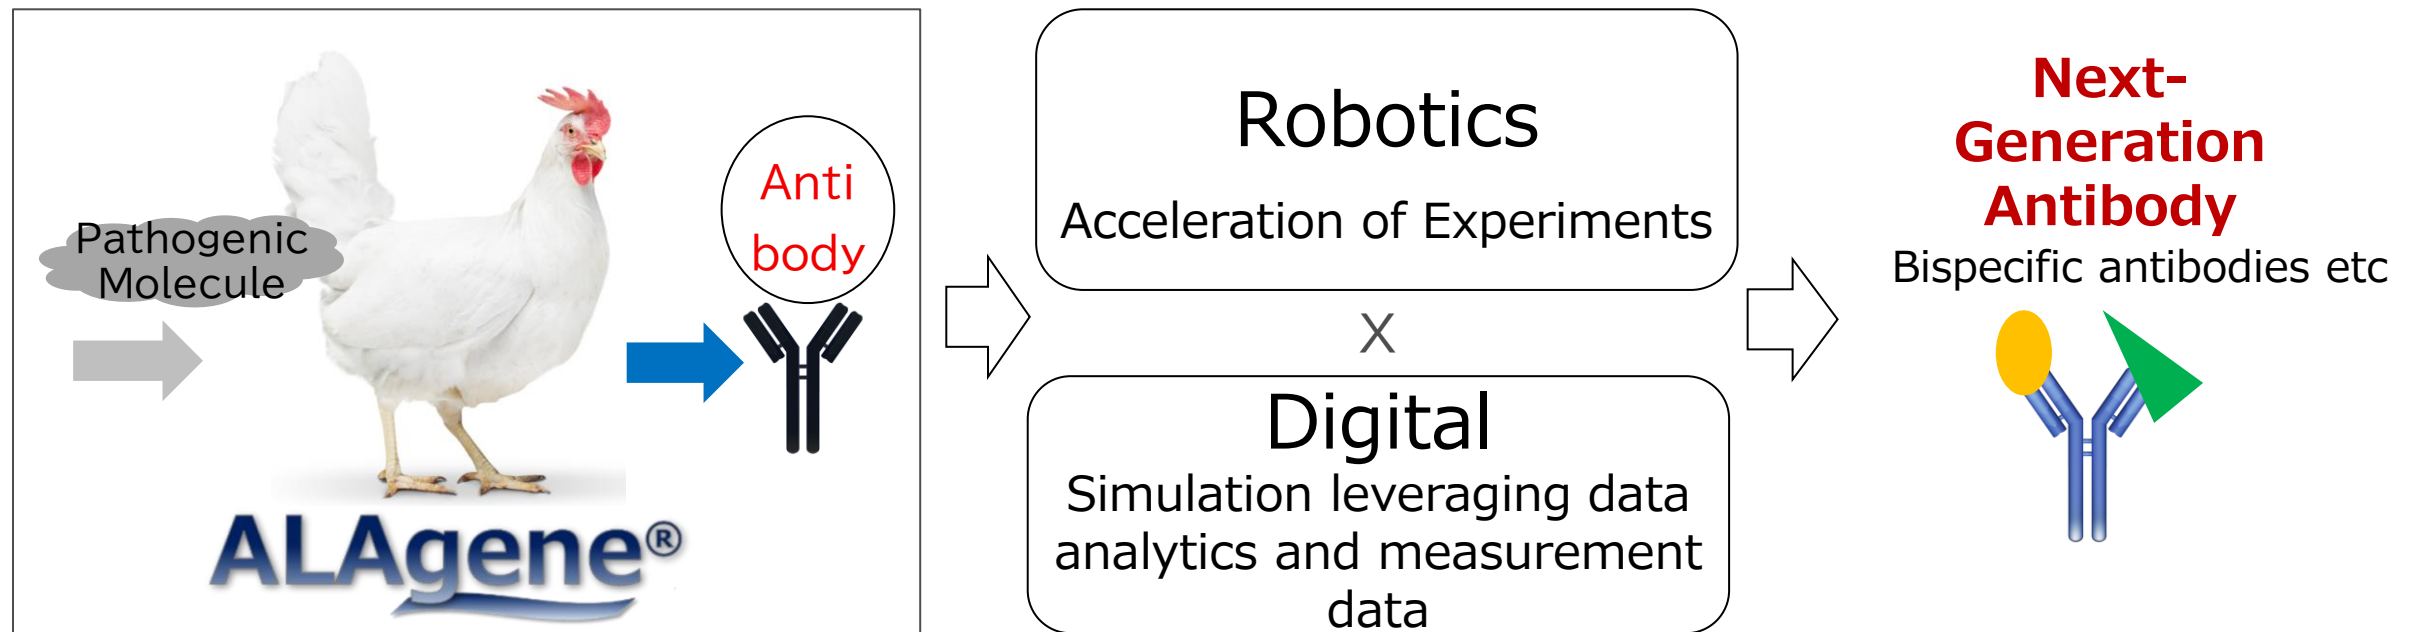 Pathogenic
Molecule
Anti
body
ALAgene®
Robotics
Acceleration of Experiments
X
Digital
Simulation leveraging data
analytics and measurement
data
Next-
Generation
Antibody
Bispecific antibodies etc